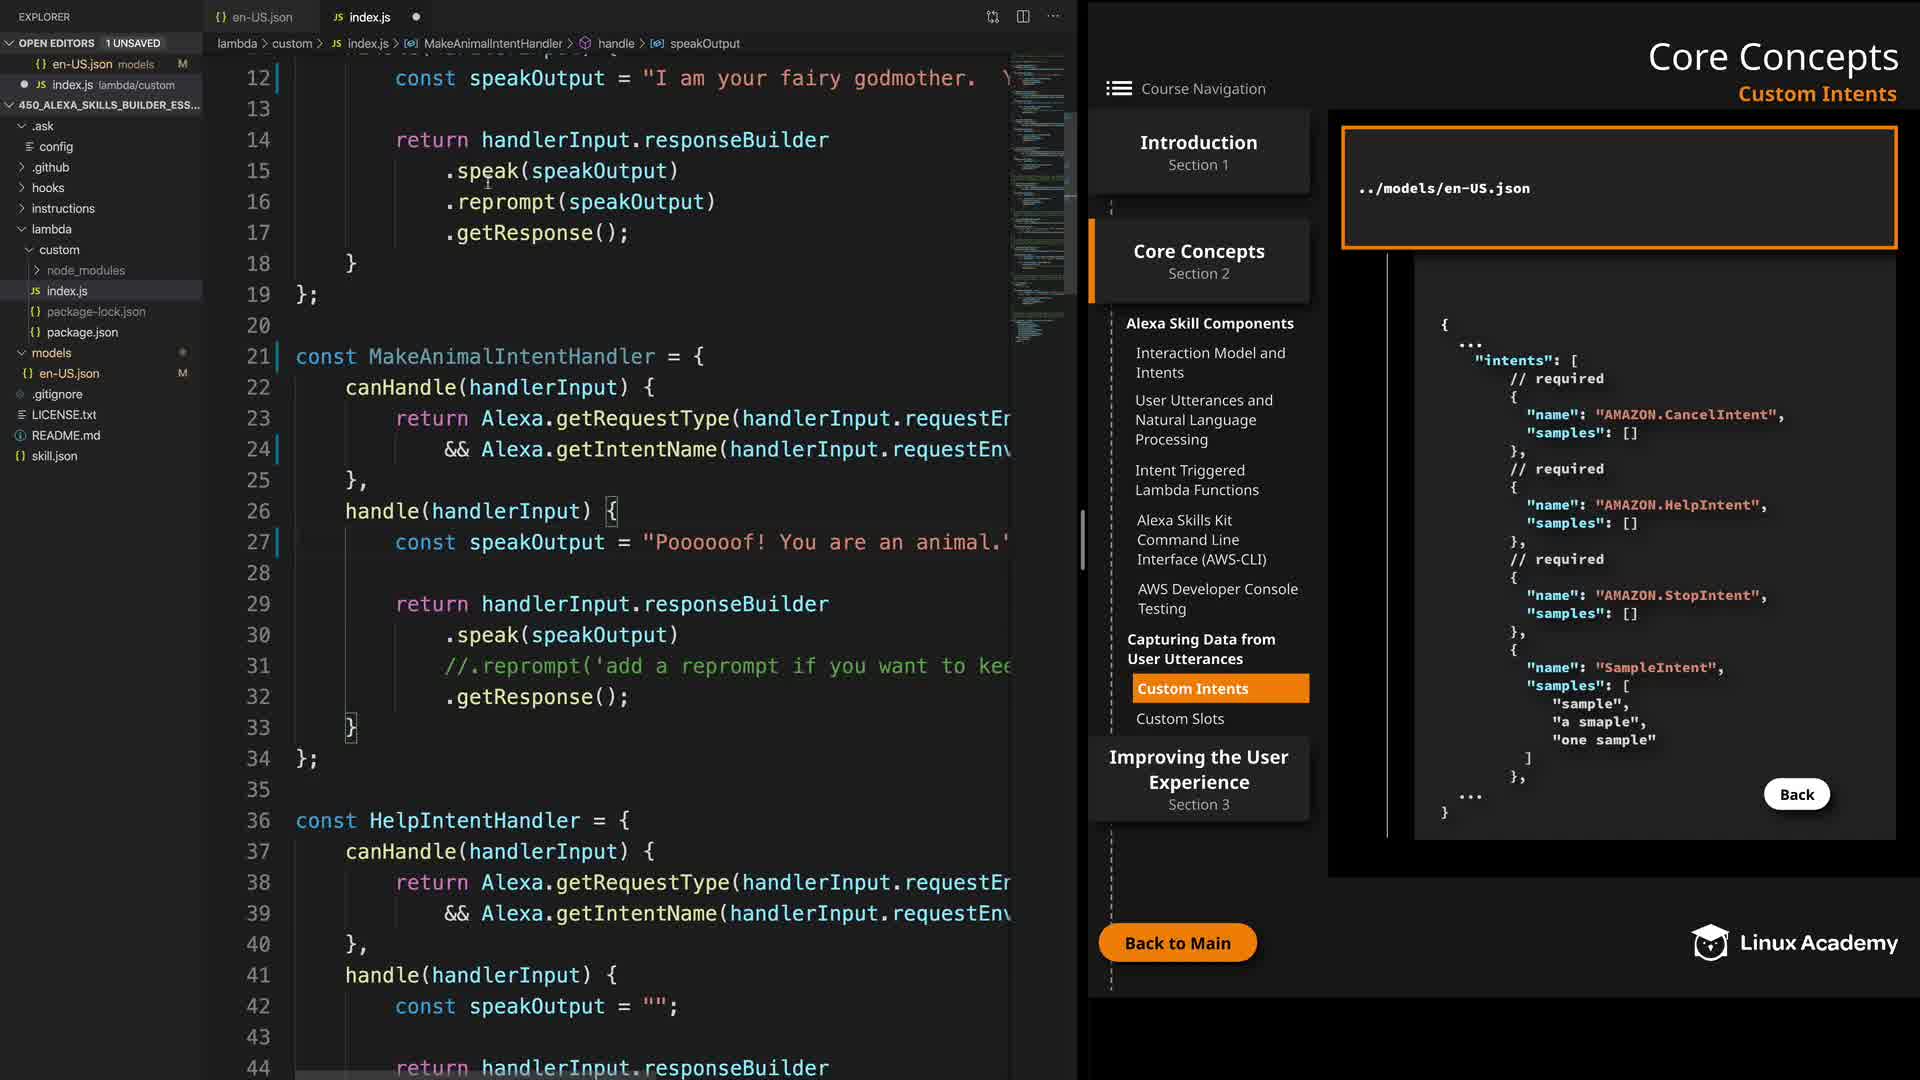 EXPLORER
OPEN EDITORS 1 UNSAVED
{} en-US.json models M
JS index.js lambda/custom
450_ALEXA_SKILLS_BUILDER_ESS...
.ask
config
.github
hooks
instructions
lambda
custom
node_modules
JS index.js
{} package-lock.json
{} package.json
models
{} en-US.json M
.gitignore
LICENSE.txt
README.md
{} skill.json
{} en-US.json
JS index.js
lambda > custom > JS index.js > MakeAnimalIntentHandler > handle > speakOutput
12 const speakOutput = "I am your fairy godmother.
13
14 return handlerInput.responseBuilder
15 .speak(speakOutput)
16 .reprompt(speakOutput)
17 .getResponse();
18 }
19 };
20
21 const MakeAnimalIntentHandler = {
22 canHandle(handlerInput) {
23 return Alexa.getRequestType(handlerInput.requestEn
24 && Alexa.getIntentName(handlerInput.requestEnv
25 },
26 handle(handlerInput) {
27 const speakOutput = "Poooooof! You are an animal."
28
29 return handlerInput.responseBuilder
30 .speak(speakOutput)
31 //.reprompt('add a reprompt if you want to kee
32 .getResponse();
33 }
34 };
35
36 const HelpIntentHandler = {
37 canHandle(handlerInput) {
38 return Alexa.getRequestType(handlerInput.requestEn
39 && Alexa.getIntentName(handlerInput.requestEnv
40 },
41 handle(handlerInput) {
42 const speakOutput = "";
43
44 return handlerInput.responseBuilder
Core Concepts
Custom Intents
Course Navigation
Introduction
Section 1
Core Concepts
Section 2
Alexa Skill Components
Interaction Model and
Intents
User Utterances and
Natural Language
Processing
Intent Triggered
Lambda Functions
Alexa Skills Kit
Command Line
Interface (AWS-CLI)
AWS Developer Console
Testing
Capturing Data from
User Utterances
Custom Intents
Custom Slots
Improving the User
Experience
Section 3
Back to Main
../models/en-US.json
{
...
"intents": [
// required
{
"name": "AMAZON.CancelIntent",
"samples": []
},
// required
{
"name": "AMAZON.HelpIntent",
"samples": []
},
// required
{
"name": "AMAZON.StopIntent",
"samples": []
},
{
"name": "SampleIntent",
"samples": [
"sample",
"a smaple",
"one sample"
]
},
...
}
Back
Linux Academy